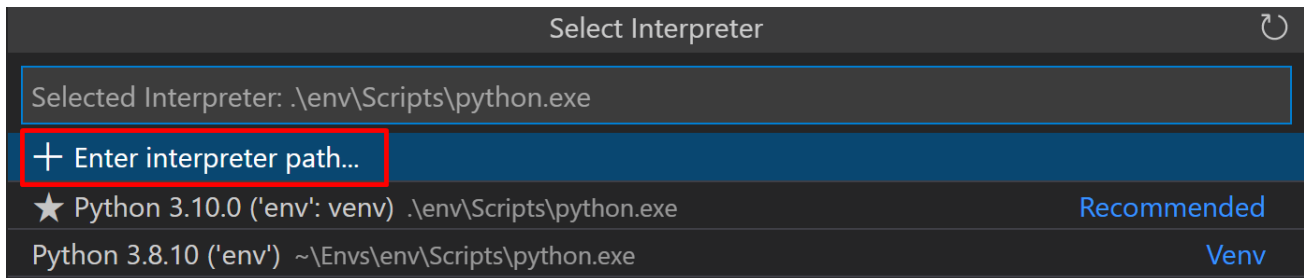 Select Interpreter
Selected Interpreter: .\env\Scripts\python.exe
+ Enter interpreter path...
★ Python 3.10.0 ('env': venv) .\env\Scripts\python.exe Recommended
Python 3.8.10 ('env') ~\Envs\env\Scripts\python.exe Venv